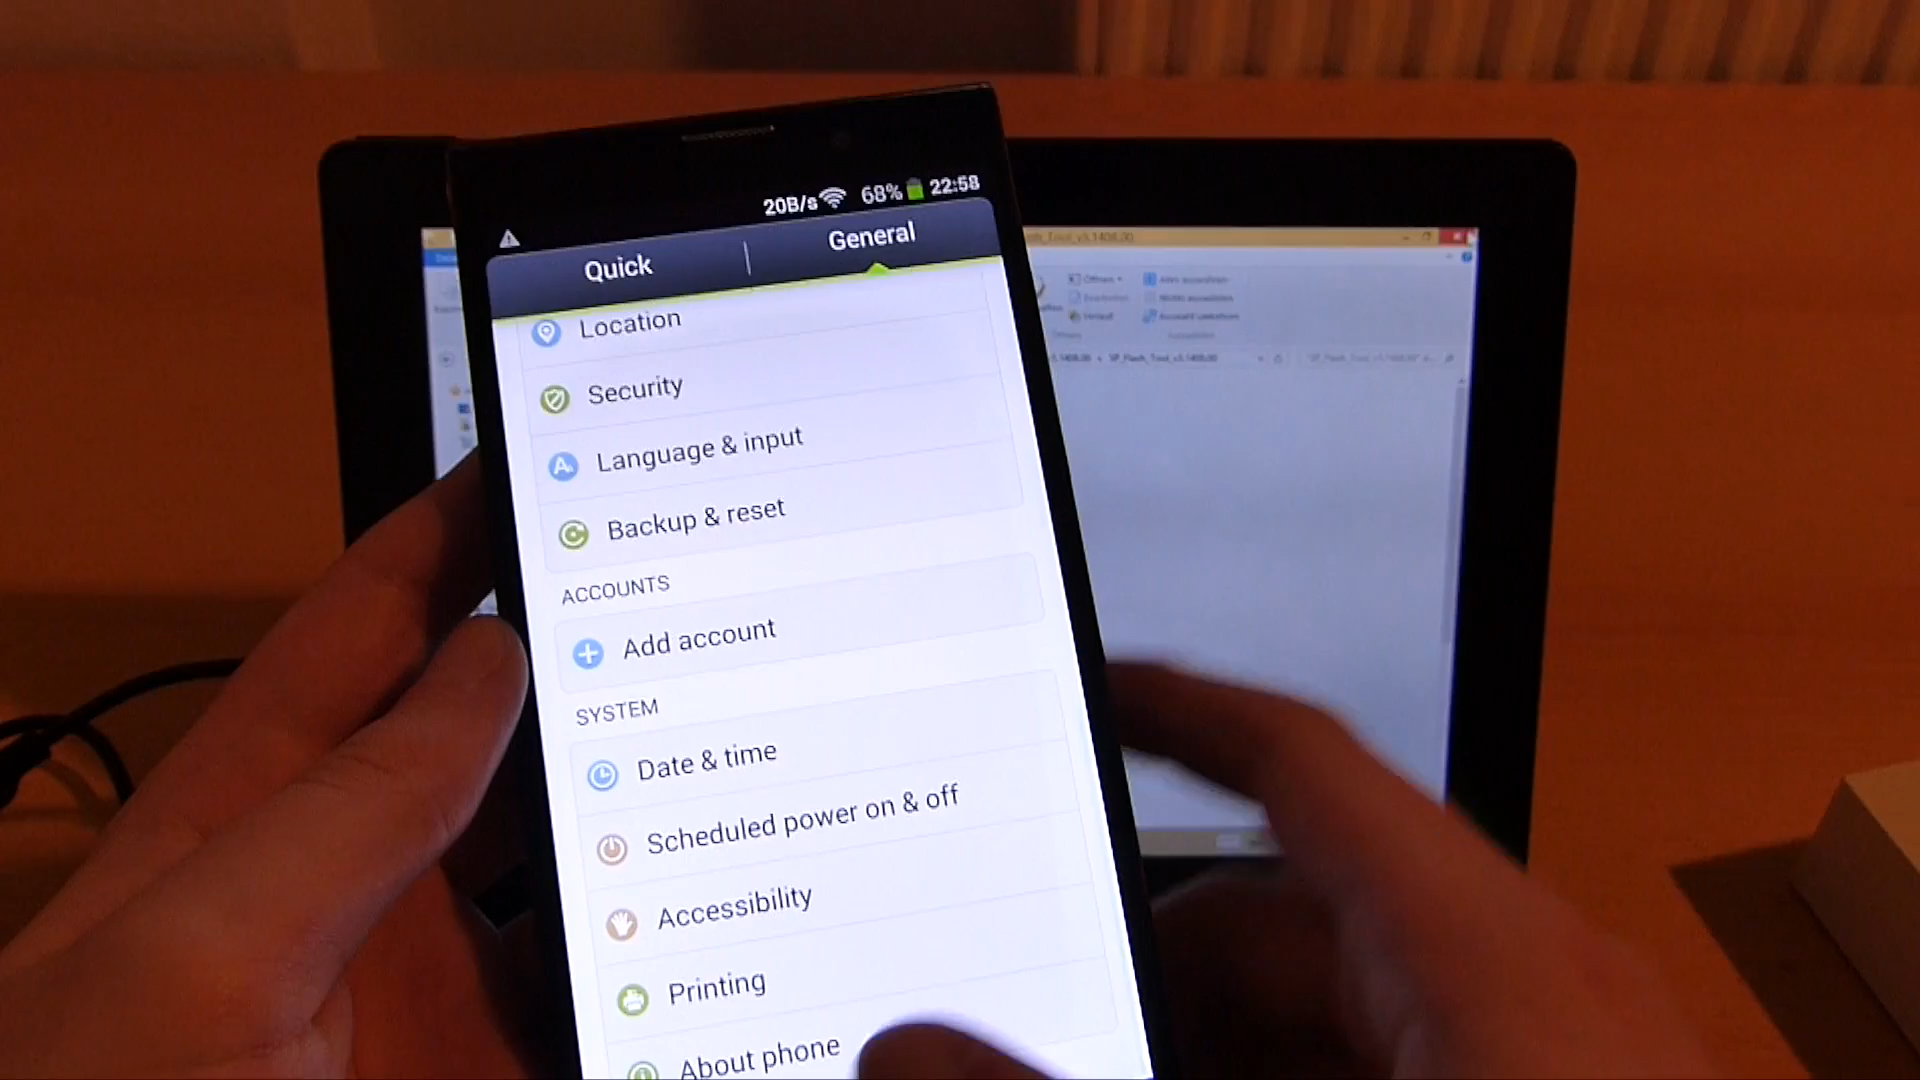 20B/s 68% 22:58
Quick General
Location
Security
Language & input
Backup & reset
ACCOUNTS
Add account
SYSTEM
Date & time
Scheduled power on & off
Accessibility
Printing
About phone